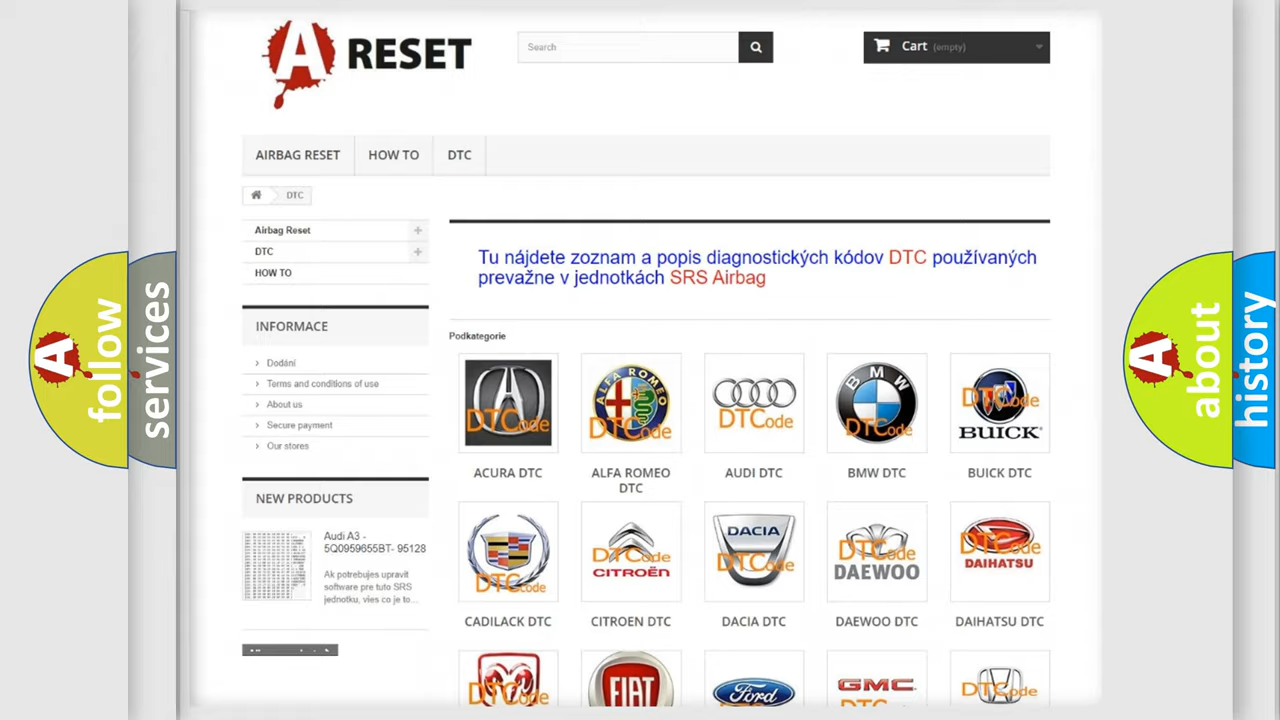 A RESET
Search
Cart (empty)
AIRBAG RESET
HOW TO
DTC
DTC
Airbag Reset
DTC
HOW TO
INFORMACE
Dodání
Terms and conditions of use
About us
Secure payment
Our stores
NEW PRODUCTS
Audi A3 -
5Q0959655BT- 95128
Ak potrebujes upravit
software pre tuto SRS
jednotku, vies co je to...
Tu nájdete zoznam a popis diagnostických kódov DTC používaných
prevažne v jednotkách SRS Airbag
Podkategorie
DTCode
ALFA ROMEO
DTCode
DTCode
BMW
DTCode
DTCode
BUICK
ACURA DTC
ALFA ROMEO
DTC
AUDI DTC
BMW DTC
BUICK DTC
DTCode
DTCode
CITROËN
DACIA
DTCode
DTCode
DAEWOO
DTCode
DAIHATSU
CADILACK DTC
CITROEN DTC
DACIA DTC
DAEWOO DTC
DAIHATSU DTC
DTCode
FIAT
Ford
GMC
DTCode
A follow
services
A about
history